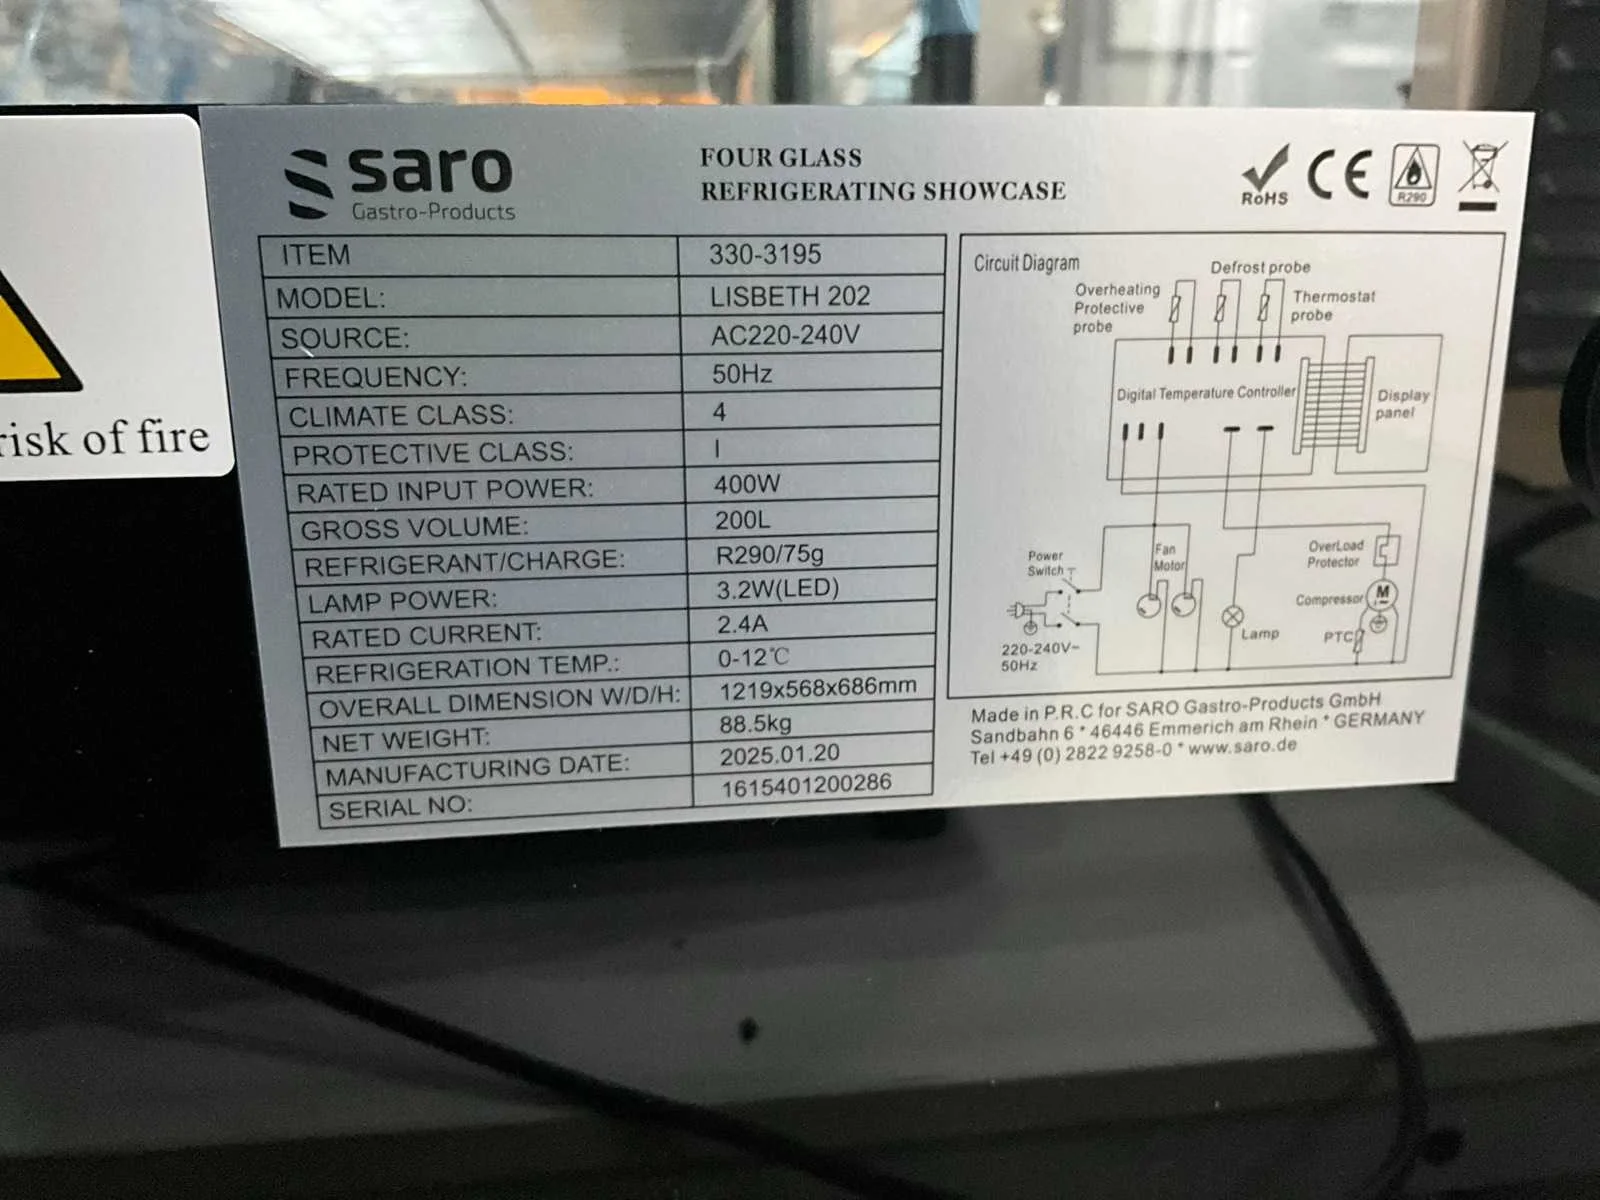 saro
Gastro-Products
FOUR GLASS
REFRIGERATING SHOWCASE
RoHS
CE
R290
risk of fire
ITEM 330-3195
MODEL: LISBETH 202
SOURCE: AC220-240V
FREQUENCY: 50Hz
CLIMATE CLASS: 4
PROTECTIVE CLASS: I
RATED INPUT POWER: 400W
GROSS VOLUME: 200L
REFRIGERANT/CHARGE: R290/75g
LAMP POWER: 3.2W(LED)
RATED CURRENT: 2.4A
REFRIGERATION TEMP.: 0-12℃
OVERALL DIMENSION W/D/H: 1219x568x686mm
NET WEIGHT: 88.5kg
MANUFACTURING DATE: 2025.01.20
SERIAL NO: 1615401200286
Circuit Diagram
Defrost probe
Overheating
Protective
probe
Thermostat
probe
Digital Temperature Controller
Display
panel
Power
Switch
Fan
Motor
OverLoad
Protector
Compressor
M
Lamp
PTC
220-240V~
50Hz
Made in P.R.C for SARO Gastro-Products GmbH
Sandbahn 6 * 46446 Emmerich am Rhein * GERMANY
Tel +49 (0) 2822 9258-0 * www.saro.de